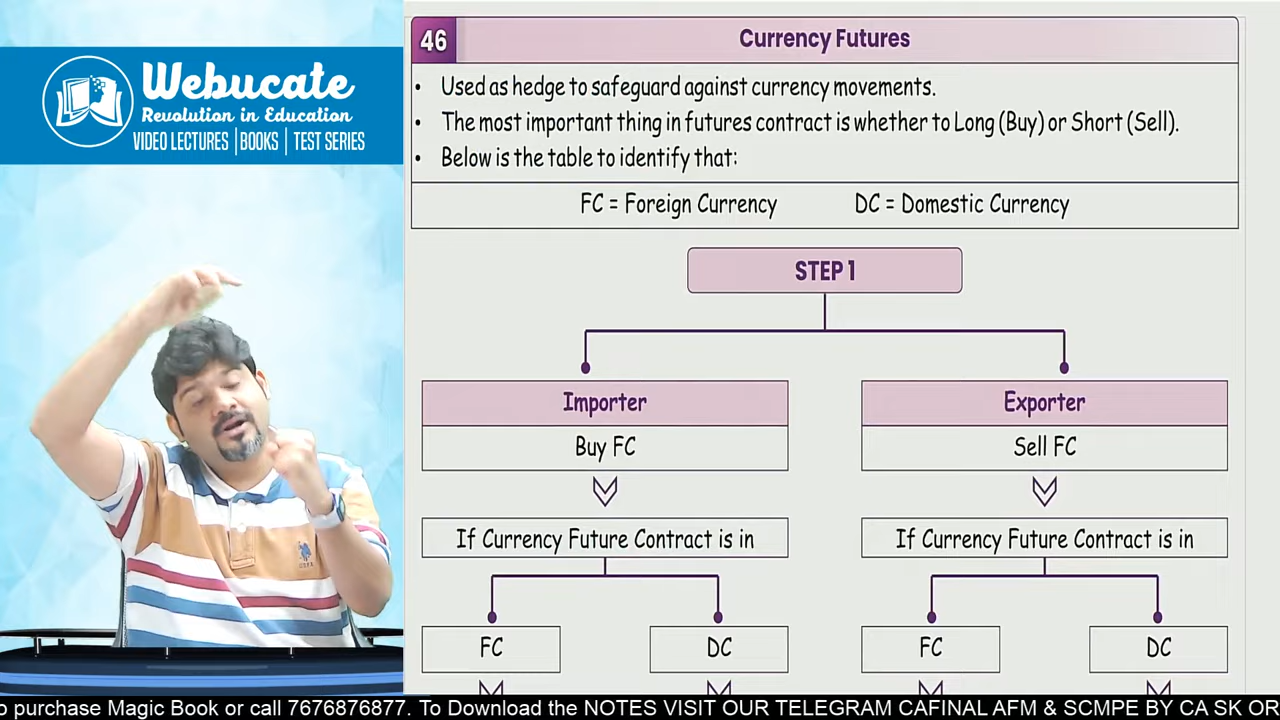 Webucate
Revolution in Education
VIDEO LECTURES | BOOKS | TEST SERIES
46
Currency Futures
• Used as hedge to safeguard against currency movements.
• The most important thing in futures contract is whether to Long (Buy) or Short (Sell).
• Below is the table to identify that:
FC = Foreign Currency DC = Domestic Currency
STEP 1
Importer Exporter
Buy FC Sell FC
If Currency Future Contract is in If Currency Future Contract is in
FC DC FC DC
o purchase Magic Book or call 7676876877. To Download the NOTES VISIT OUR TELEGRAM CAFINAL AFM & SCMPE BY CA SK OR